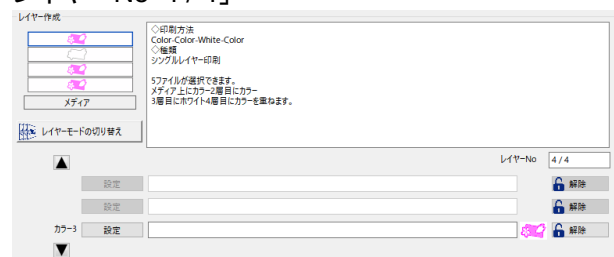 レイヤー作成
◇印刷方法
Color-Color-White-Color
◇種類
シングルレイヤー印刷
5ファイルが選択できます。
メディア上にカラー2層目にカラー
3層目にホワイト4層目にカラーを重ねます。
メディア
レイヤーモードの切り替え
レイヤーNo 4/4
▲
設定 解除
設定 解除
カラー3 設定 解除
▼